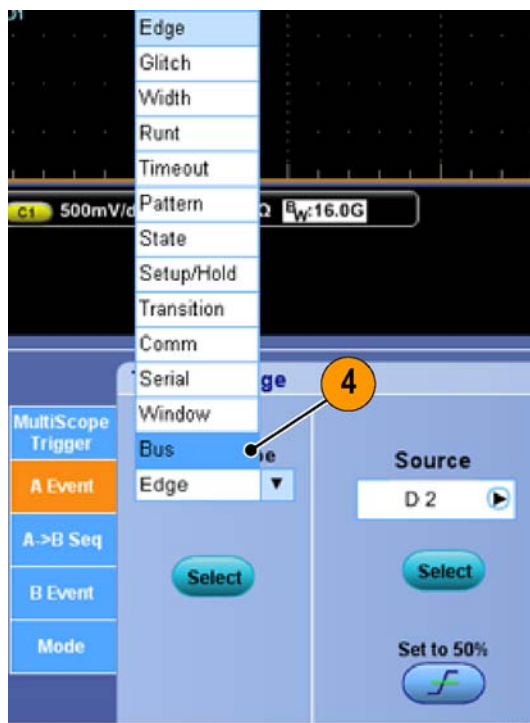 Edge
Glitch
Width
Runt
Timeout
Pattern
State
Setup/Hold
Transition
Comm
Serial
Window
Bus
Edge
C1 500mV/d
Ω BW:16.0G
ge
4
MultiScope
Trigger
A Event
A->B Seq
B Event
Mode
Select
Source
D 2
Select
Set to 50%